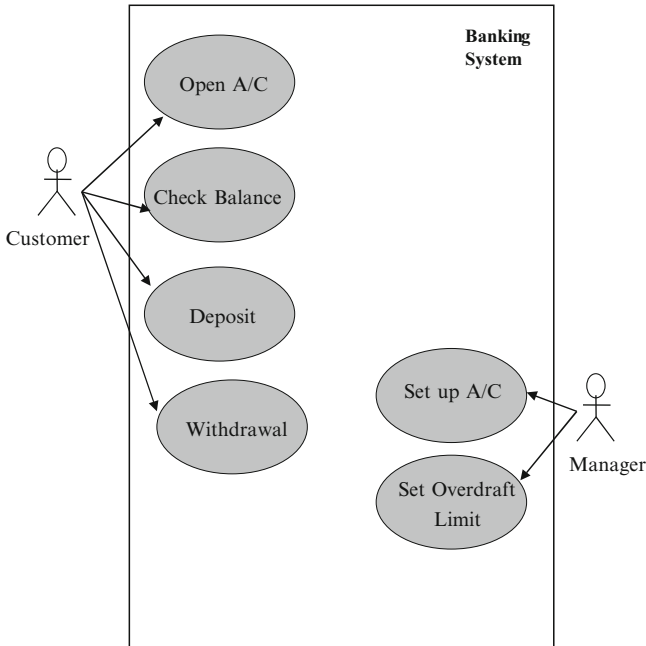 Banking
System
Open A/C
Check Balance
Customer
Deposit
Withdrawal
Set up A/C
Manager
Set Overdraft
Limit